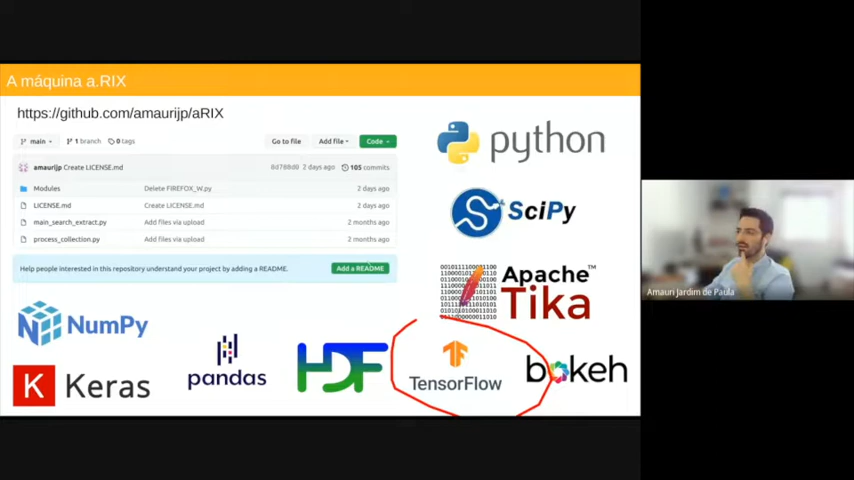 A máquina a.RIX
https://github.com/amaurijp/aRIX
main 1 branch 0 tags Go to file Add file Code
amaurijp Create LICENSE.md 6d768d0 2 days ago 105 commits
Modules Delete FIREFOX_W.py 2 days ago
LICENSE.md Create LICENSE.md 2 days ago
main_search_extract.py Add files via upload 2 months ago
process_collection.py Add files via upload 2 months ago
Help people interested in this repository understand your project by adding a README. Add a README
python
SciPy
Apache™
Tika
NumPy
K Keras
pandas
HDF
TensorFlow
bokeh
Amauri Jardim de Paula